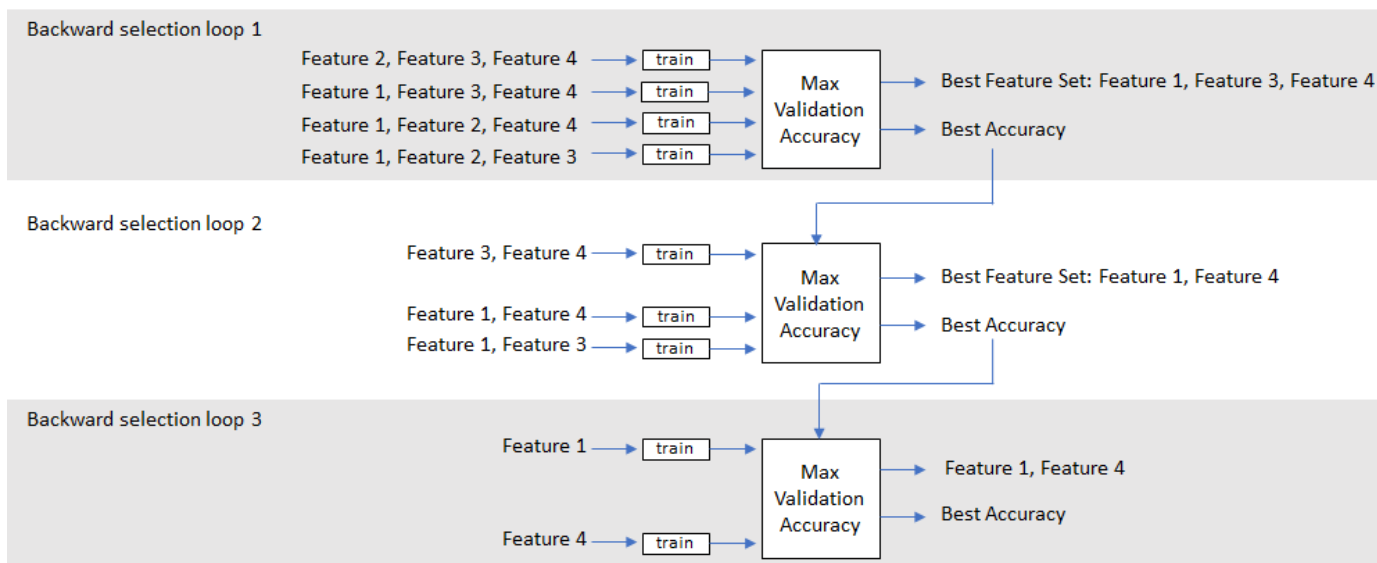 Backward selection loop 1
Feature 2, Feature 3, Feature 4
train
Feature 1, Feature 3, Feature 4
train
Feature 1, Feature 2, Feature 4
train
Feature 1, Feature 2, Feature 3
train
Max
Validation
Accuracy
Best Feature Set: Feature 1, Feature 3, Feature 4
Best Accuracy
Backward selection loop 2
Feature 3, Feature 4
train
Feature 1, Feature 4
train
Feature 1, Feature 3
train
Max
Validation
Accuracy
Best Feature Set: Feature 1, Feature 4
Best Accuracy
Backward selection loop 3
Feature 1
train
Feature 4
train
Max
Validation
Accuracy
Feature 1, Feature 4
Best Accuracy